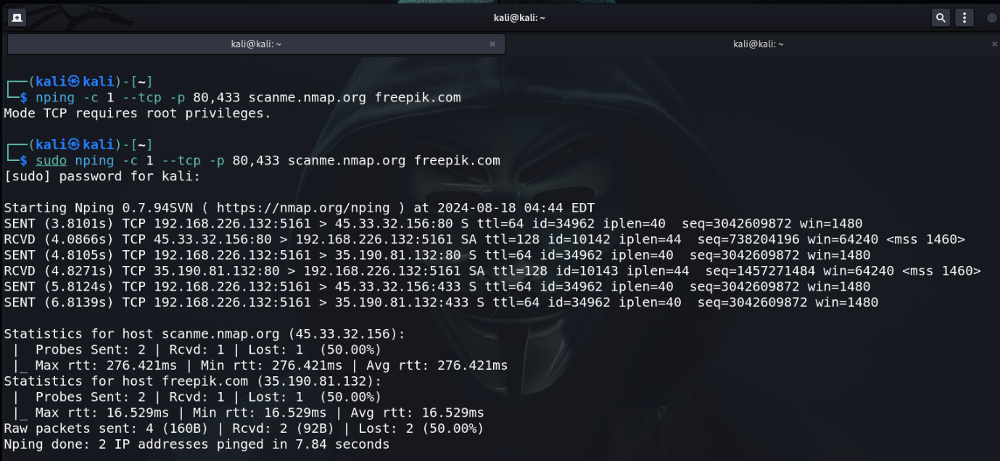 kali@kali: ~
kali@kali: ~ × kali@kali: ~ ×
┌──(kali㉿kali)-[~]
└─$ nping -c 1 --tcp -p 80,433 scanme.nmap.org freepik.com
Mode TCP requires root privileges.
┌──(kali㉿kali)-[~]
└─$ sudo nping -c 1 --tcp -p 80,433 scanme.nmap.org freepik.com
[sudo] password for kali:
Starting Nping 0.7.94SVN ( https://nmap.org/nping ) at 2024-08-18 04:44 EDT
SENT (3.8101s) TCP 192.168.226.132:5161 > 45.33.32.156:80 S ttl=64 id=34962 iplen=40  seq=3042609872 win=1480
RCVD (4.0866s) TCP 45.33.32.156:80 > 192.168.226.132:5161 SA ttl=128 id=10142 iplen=44  seq=738204196 win=64240 <mss 1460>
SENT (4.8105s) TCP 192.168.226.132:5161 > 35.190.81.132:80 S ttl=64 id=34962 iplen=40  seq=3042609872 win=1480
RCVD (4.8271s) TCP 35.190.81.132:80 > 192.168.226.132:5161 SA ttl=128 id=10143 iplen=44  seq=1457271484 win=64240 <mss 1460>
SENT (5.8124s) TCP 192.168.226.132:5161 > 45.33.32.156:433 S ttl=64 id=34962 iplen=40  seq=3042609872 win=1480
SENT (6.8139s) TCP 192.168.226.132:5161 > 35.190.81.132:433 S ttl=64 id=34962 iplen=40  seq=3042609872 win=1480
Statistics for host scanme.nmap.org (45.33.32.156):
 |  Probes Sent: 2 | Rcvd: 1 | Lost: 1  (50.00%)
 |_ Max rtt: 276.421ms | Min rtt: 276.421ms | Avg rtt: 276.421ms
Statistics for host freepik.com (35.190.81.132):
 |  Probes Sent: 2 | Rcvd: 1 | Lost: 1  (50.00%)
 |_ Max rtt: 16.529ms | Min rtt: 16.529ms | Avg rtt: 16.529ms
Raw packets sent: 4 (160B) | Rcvd: 2 (92B) | Lost: 2 (50.00%)
Nping done: 2 IP addresses pinged in 7.84 seconds